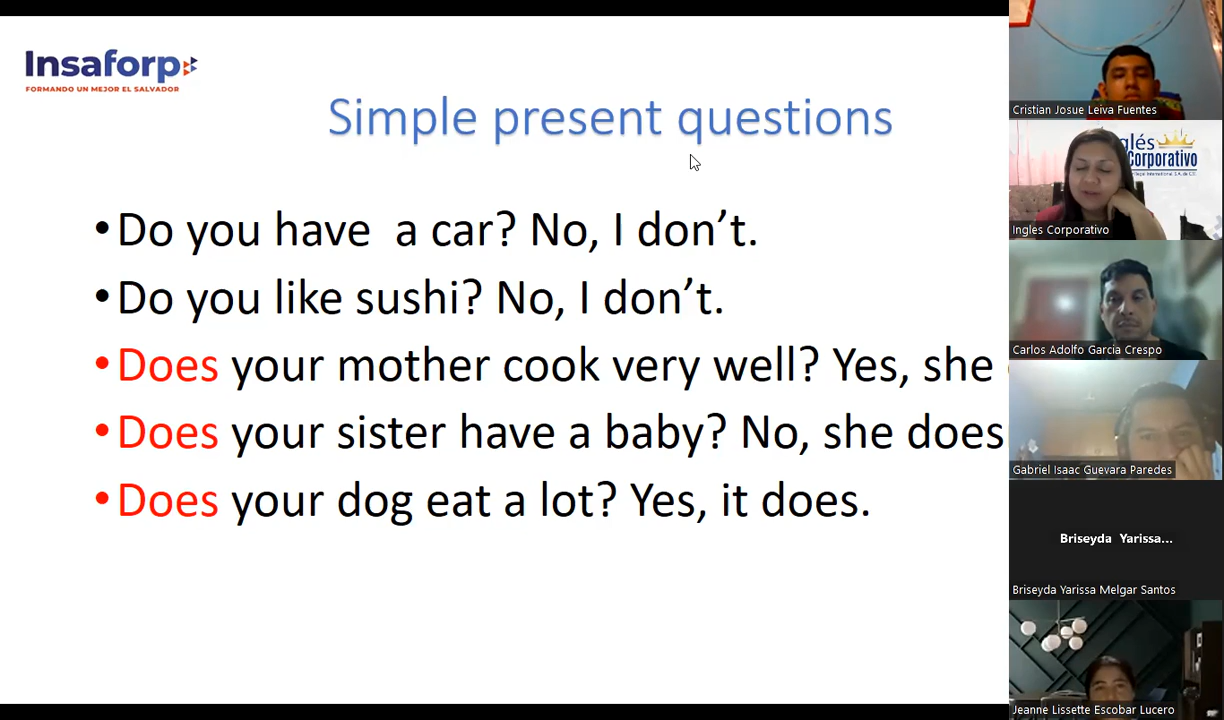 Insaforp
FORMANDO UN MEJOR EL SALVADOR
Simple present questions
• Do you have  a car? No, I don’t.
• Do you like sushi? No, I don’t.
• Does your mother cook very well? Yes, she
• Does your sister have a baby? No, she does
• Does your dog eat a lot? Yes, it does.
Cristian Josue Leiva Fuentes
glés
Corporativo
Ingles Corporativo
Carlos Adolfo García Crespo
Gabriel Isaac Guevara Paredes
Briseyda Yarissa...
Briseyda Yarissa Melgar Santos
Jeanne Lissette Escobar Lucero